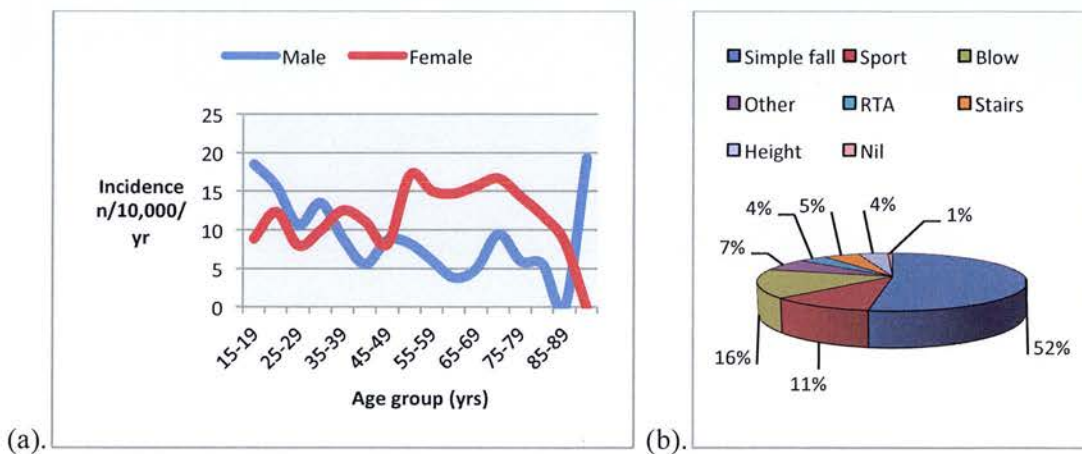 Male Female
25
20
15
10
5
0
Incidence
n/10,000/
yr
15-19
25-29
35-39
45-49
55-59
65-69
75-79
85-89
Age group (yrs)
(a).
Simple fall Sport Blow
Other RTA Stairs
Height Nil
4% 5% 4% 1%
7%
16%
11%
52%
(b).